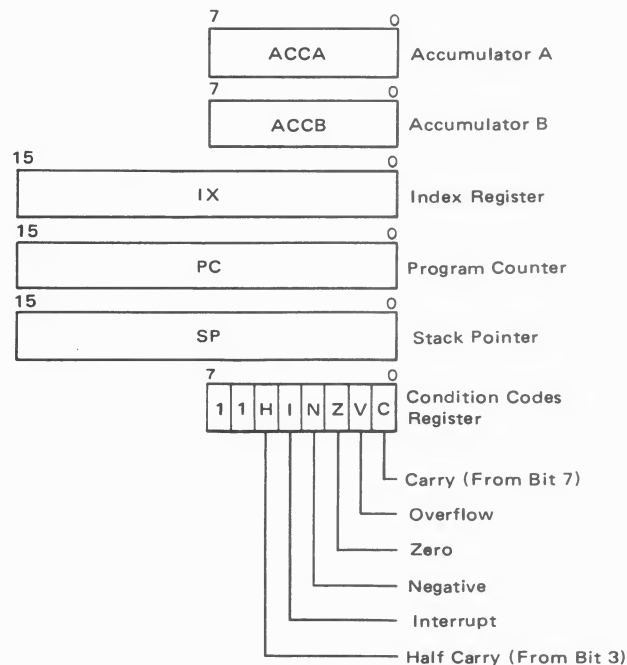 7 0
ACCA Accumulator A
7 0
ACCB Accumulator B
15 0
IX Index Register
15 0
PC Program Counter
15 0
SP Stack Pointer
7 0
1 1 H I N Z V C Condition Codes
Register
Carry (From Bit 7)
Overflow
Zero
Negative
Interrupt
Half Carry (From Bit 3)